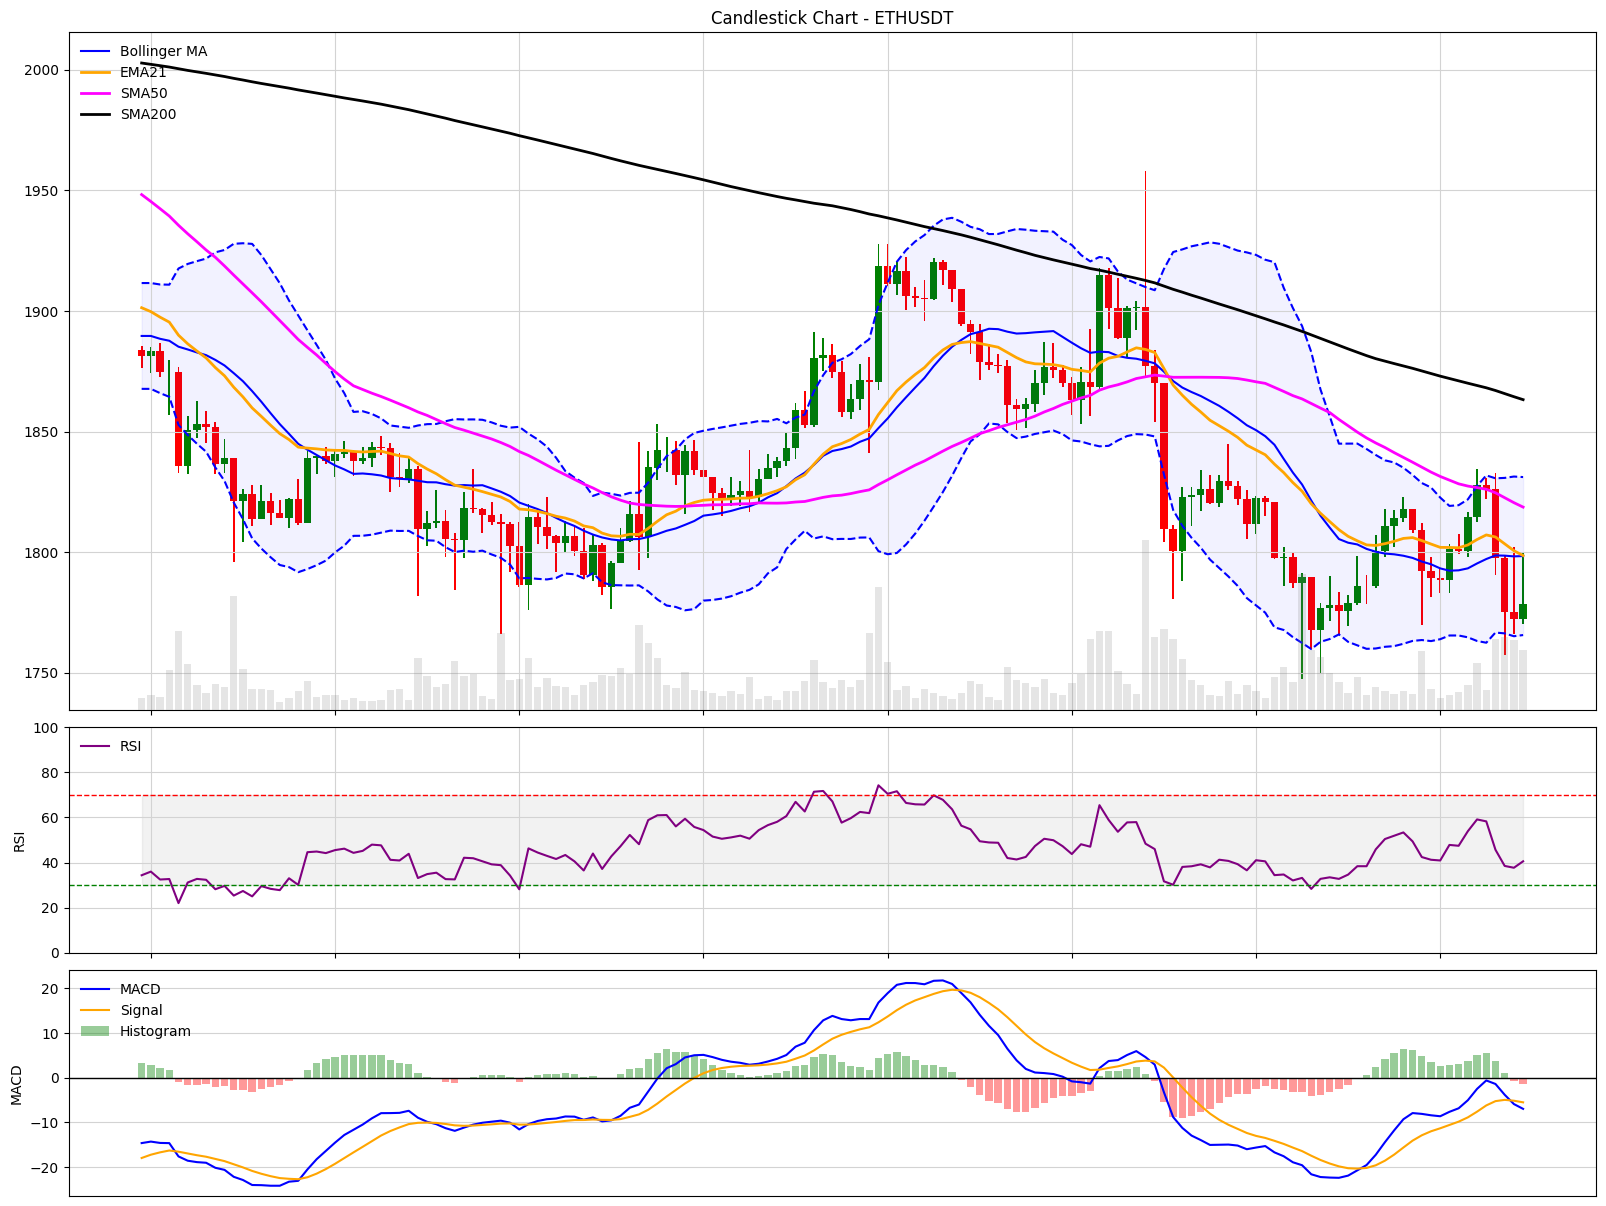 Candlestick Chart - ETHUSDT
Bollinger MA
EMA21
SMA50
SMA200
2000
1950
1900
1850
1800
1750
RSI
RSI
100
80
60
40
20
0
MACD
Signal
Histogram
MACD
20
10
0
−10
−20